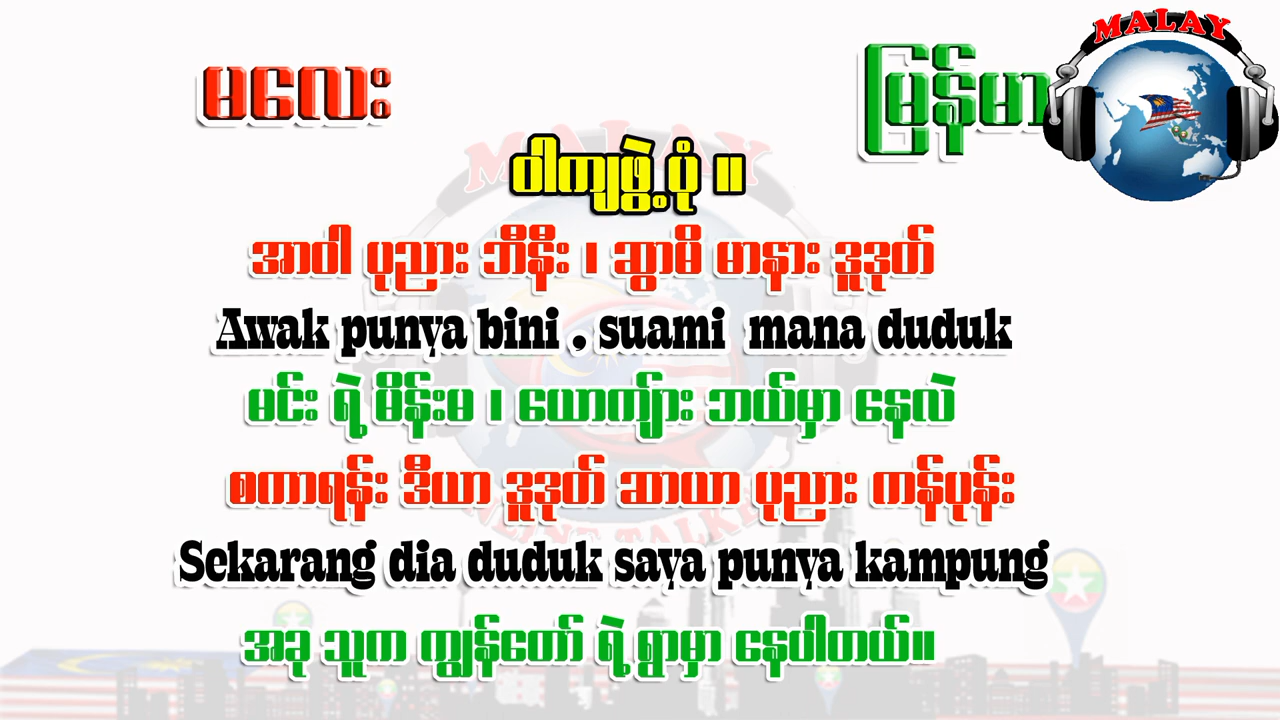 မလေး
မြန်မာ
MALAY
ဝါကျဖွဲ့ပုံ ။
အာဝါ ပုညား ဘီနီး ၊ ဆွာမိ မာနား ဒူဒုတ်
Awak punya bini . suami mana duduk
မင်း ရဲ့ မိန်းမ ၊ ယောကျ်ား ဘယ်မှာ နေလဲ
စကာရန်း ဒီယာ ဒူဒုတ် ဆာယာ ပုညား ကန်ပုန်း
Sekarang dia duduk saya punya kampung
အခု သူက ကျွန်တော် ရဲ့ ရွာမှာ နေပါတယ်။
MALAY